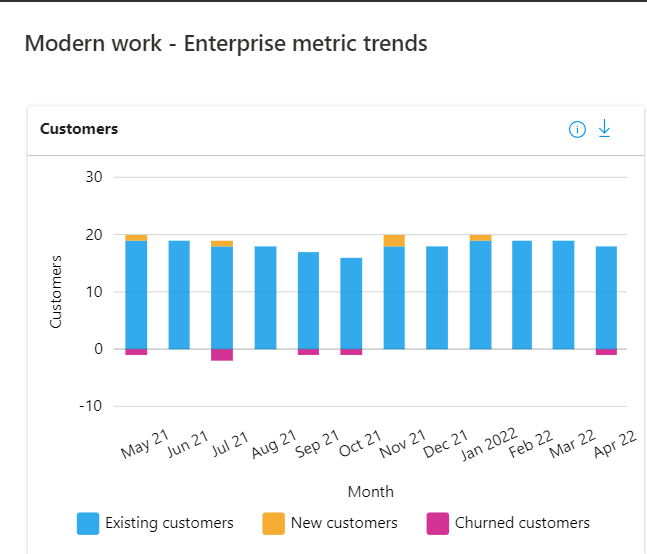 Modern work - Enterprise metric trends
Customers
30
20
10
0
-10
Customers
May 21 Jun 21 Jul 21 Aug 21 Sep 21 Oct 21 Nov 21 Dec 21 Jan 2022 Feb 22 Mar 22 Apr 22
Month
Existing customers New customers Churned customers